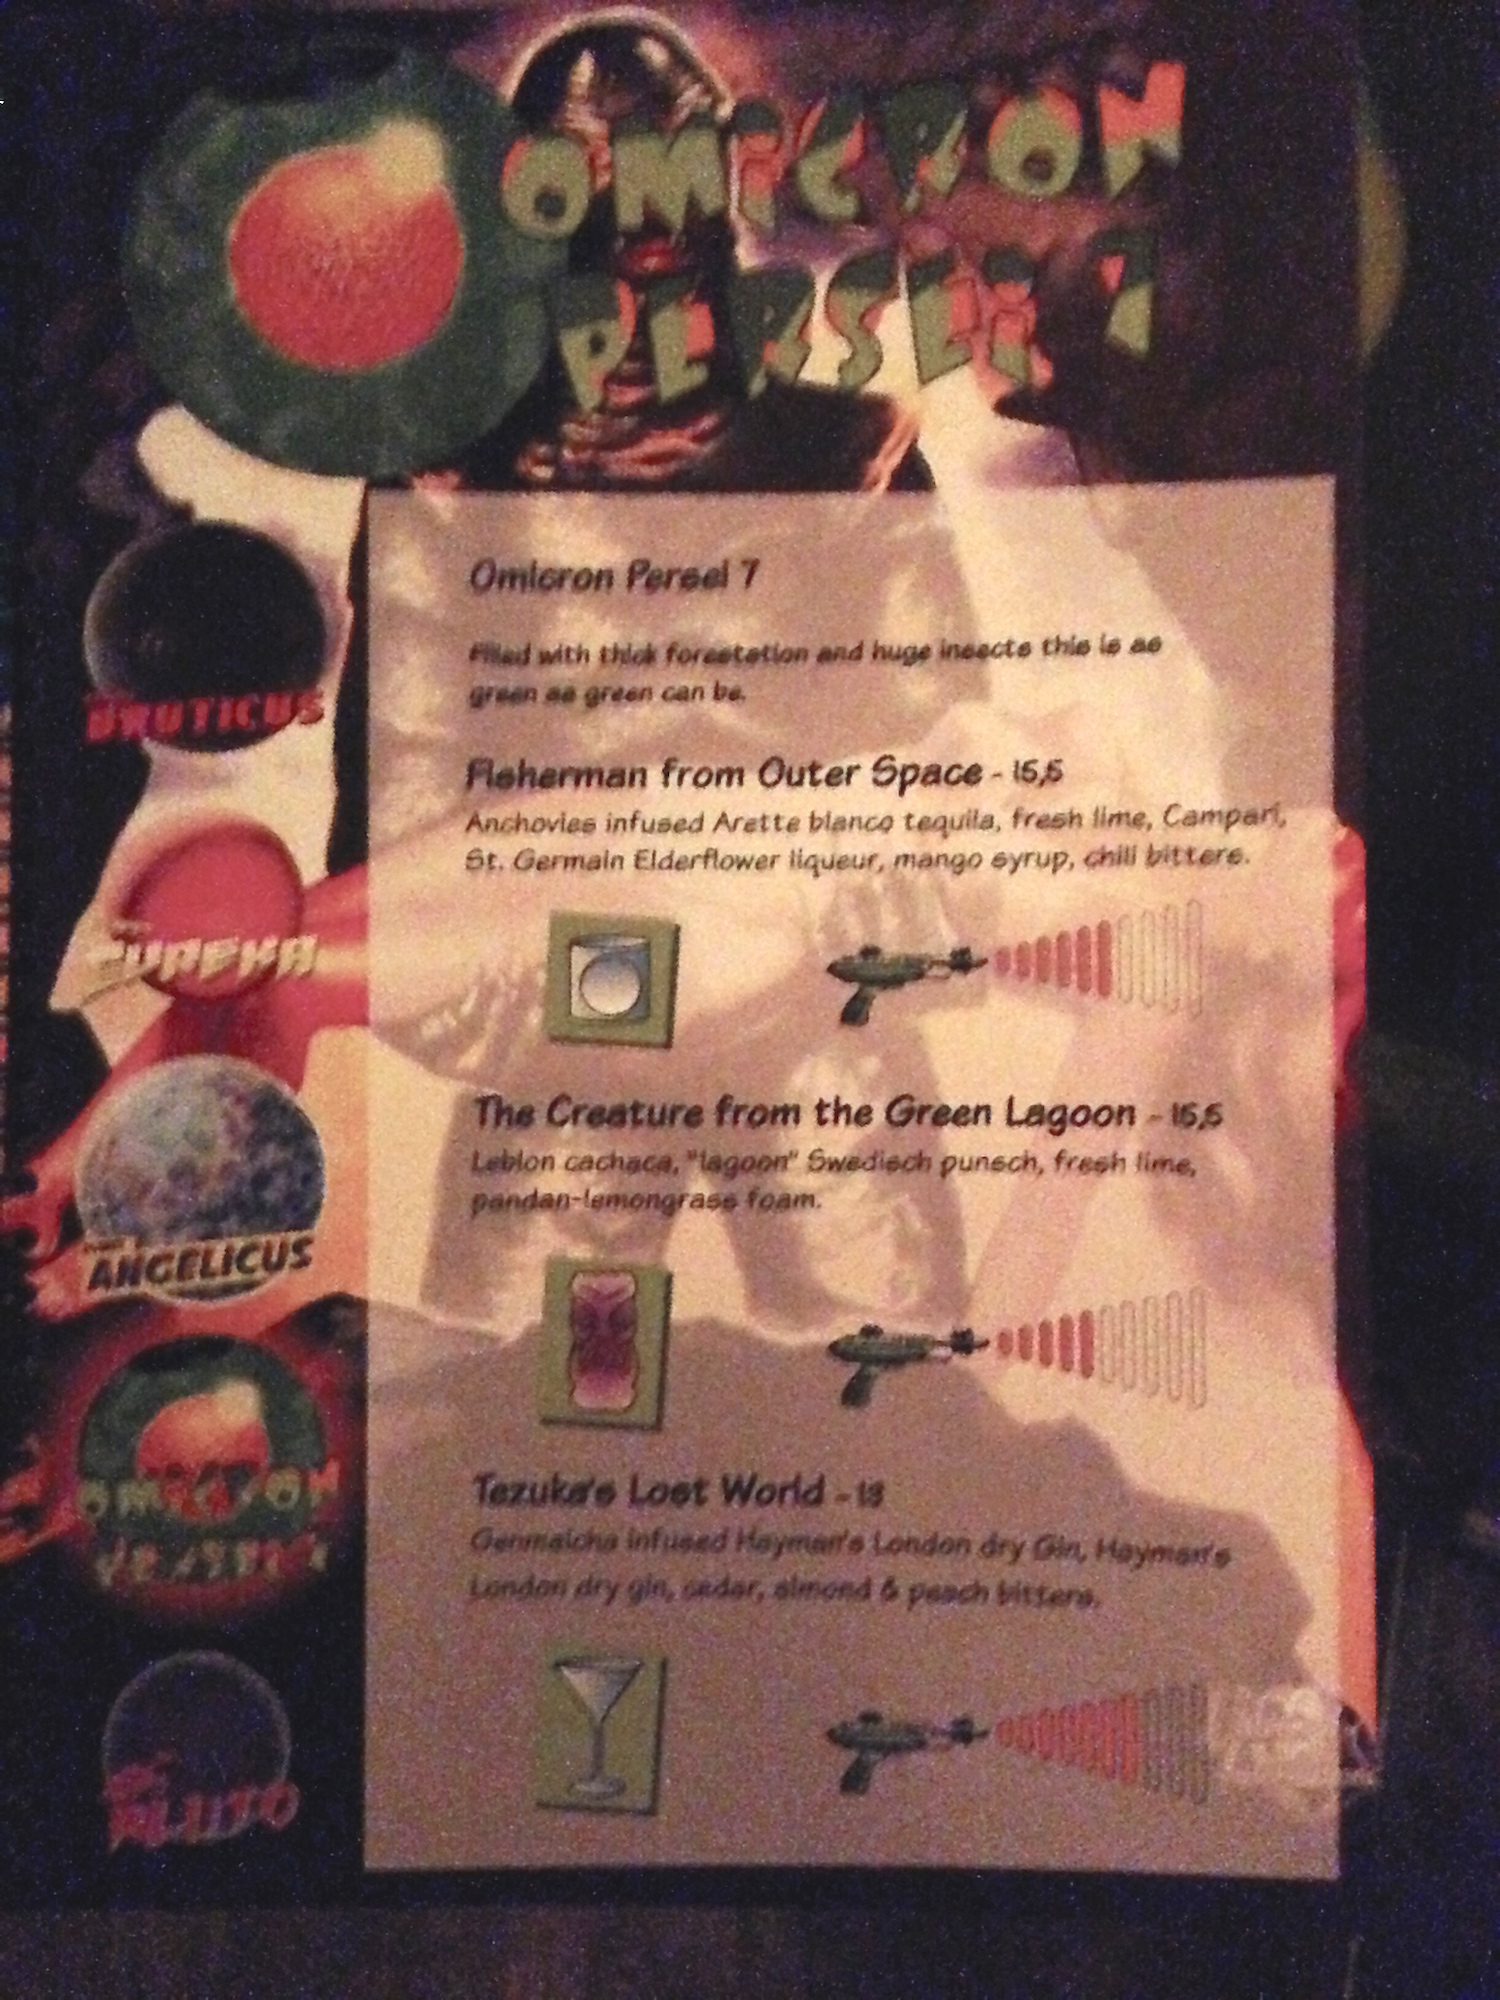 OMiCRON
PERSEi 7
Omicron Persei 7
Filled with thick forestation and huge insects this is as
green as green can be.
BRUTICUS
Fisherman from Outer Space - 15,5
Anchovies infused Arette blanco tequila, fresh lime, Campari,
St. Germain Elderflower liqueur, mango syrup, chili bitters.
EUREKA
The Creature from the Green Lagoon - 15,5
Leblon cachaca, "lagoon" Swedisch punsch, fresh lime,
pandan-lemongrass foam.
ANGELICUS
OMiCRON
Tezuka's Lost World - 13
Genmaicha infused Hayman's London dry Gin, Hayman's
London dry gin, cedar, almond & peach bitters.
PLUTO